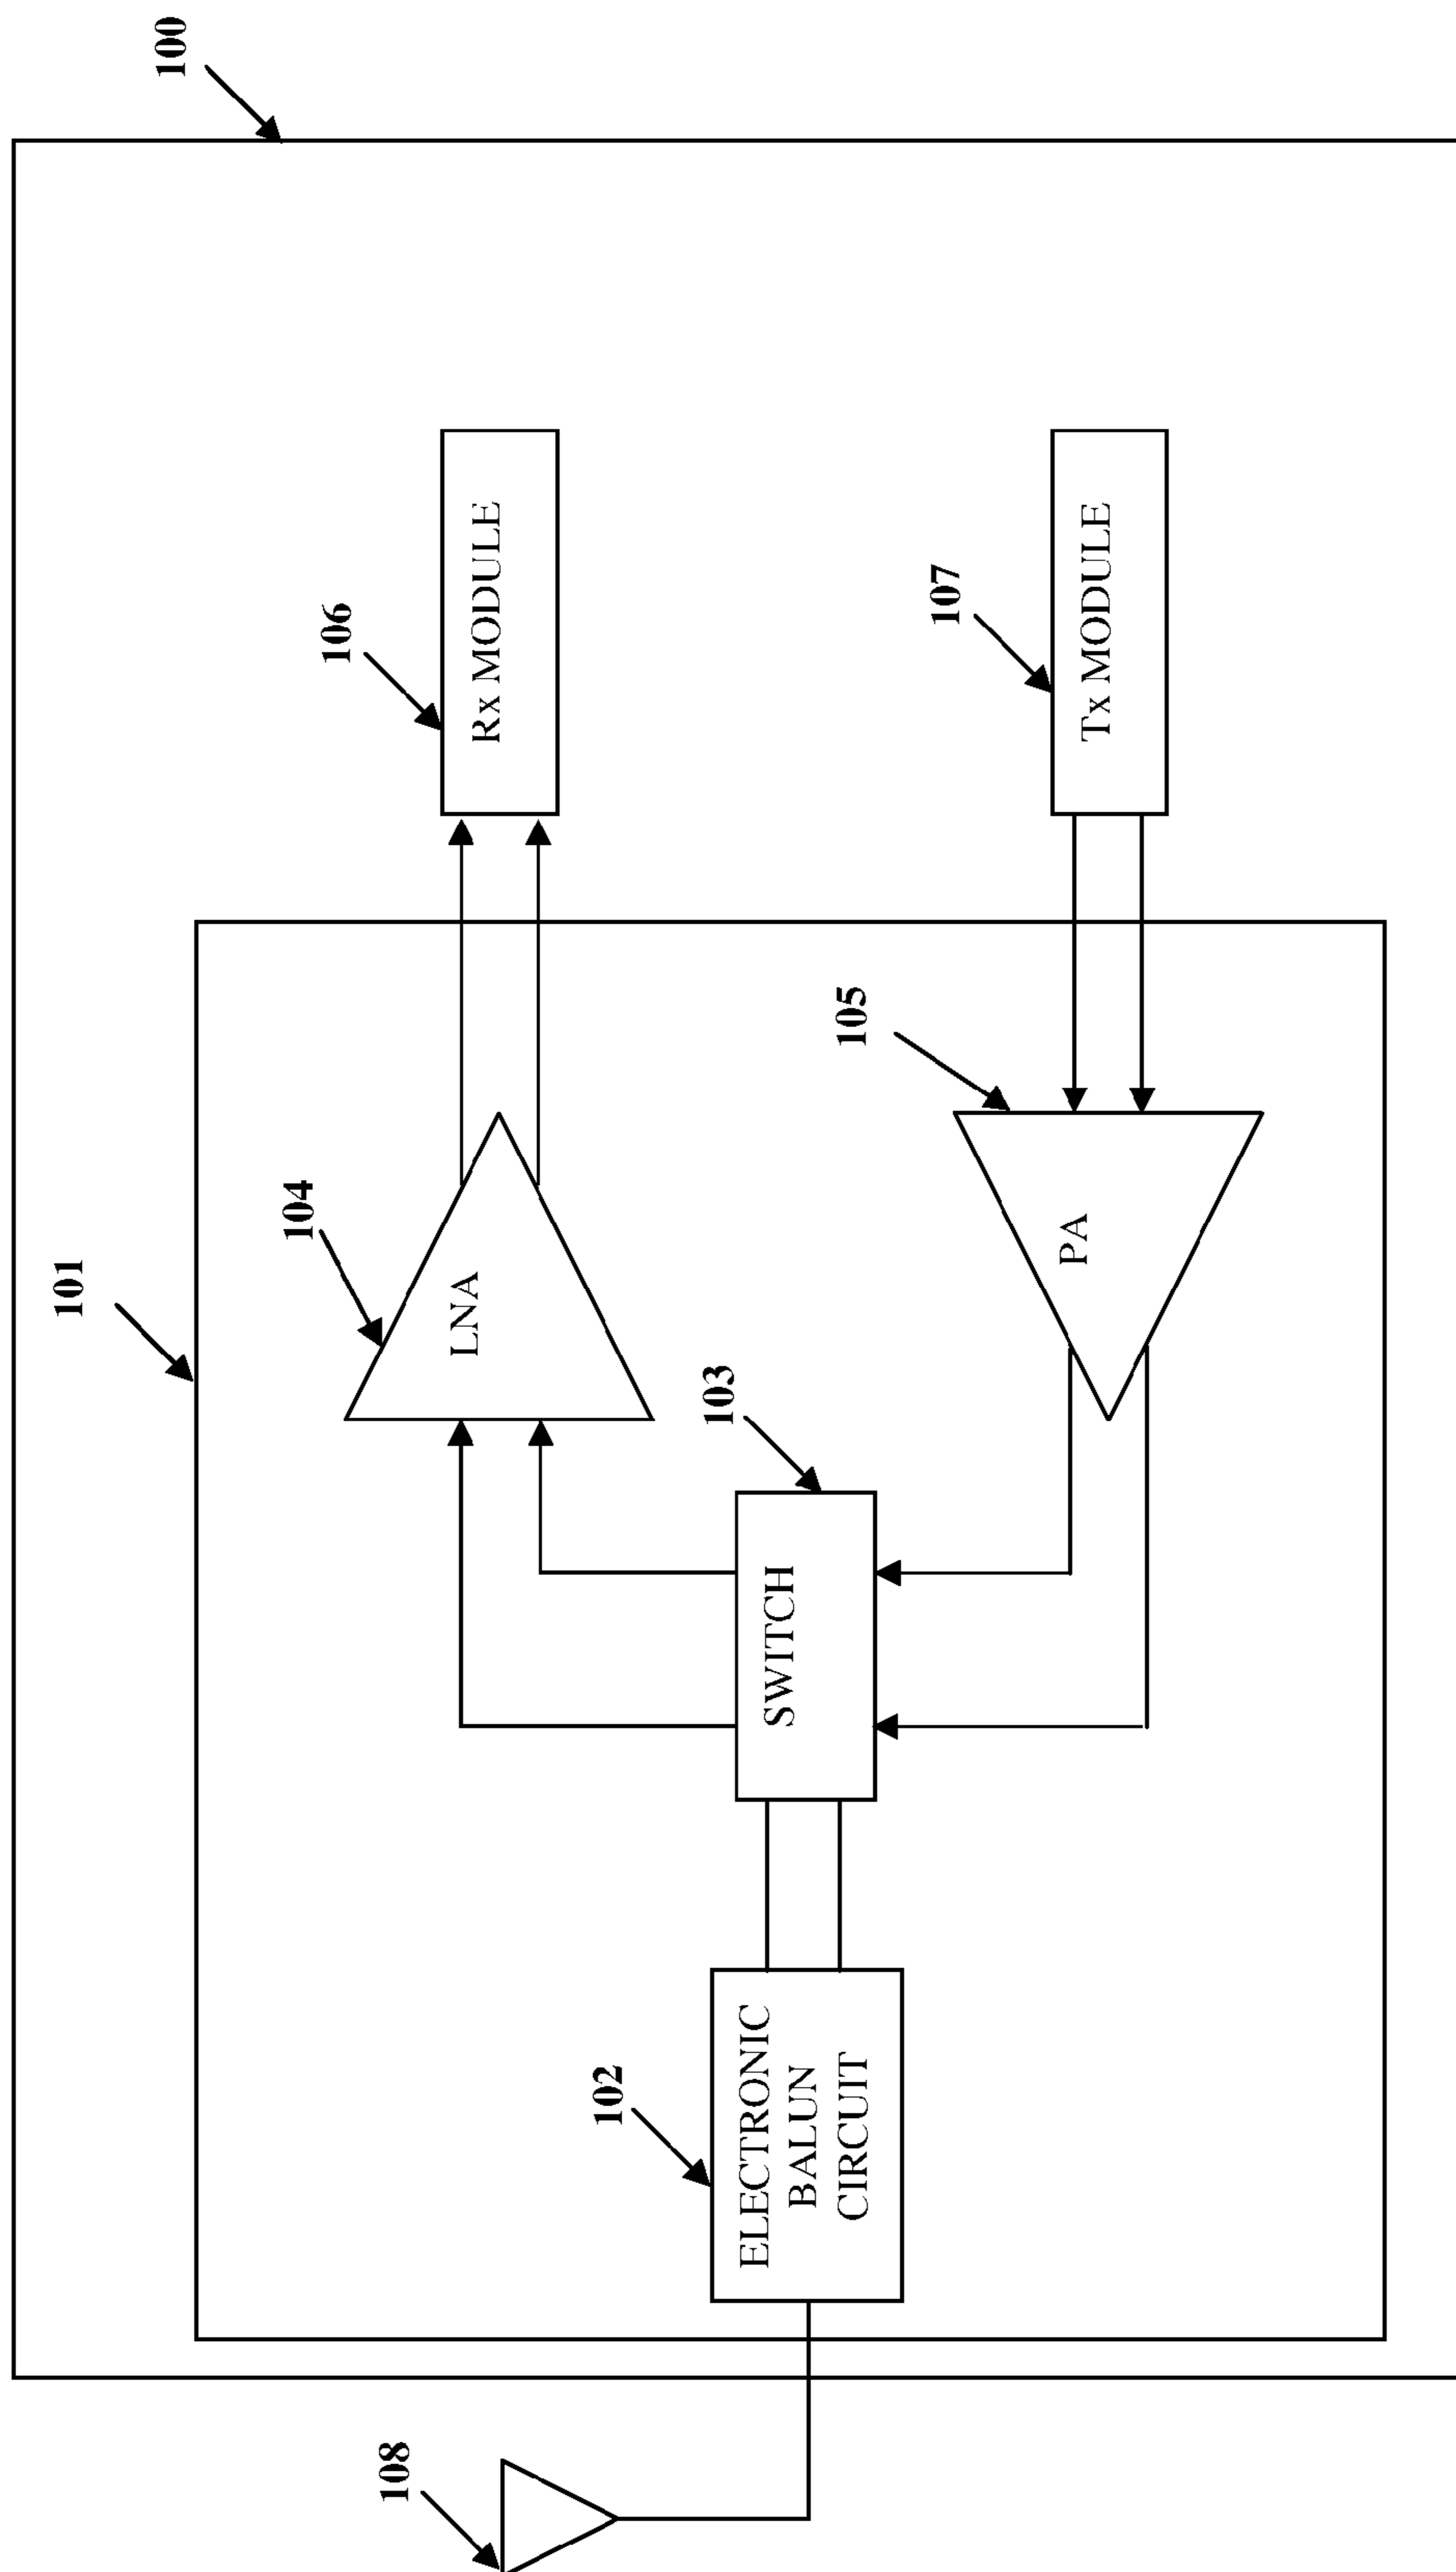 100
101
104
LNA
106
Rx MODULE
108
102
ELECTRONIC
BALUN
CIRCUIT
103
SWITCH
105
PA
107
Tx MODULE